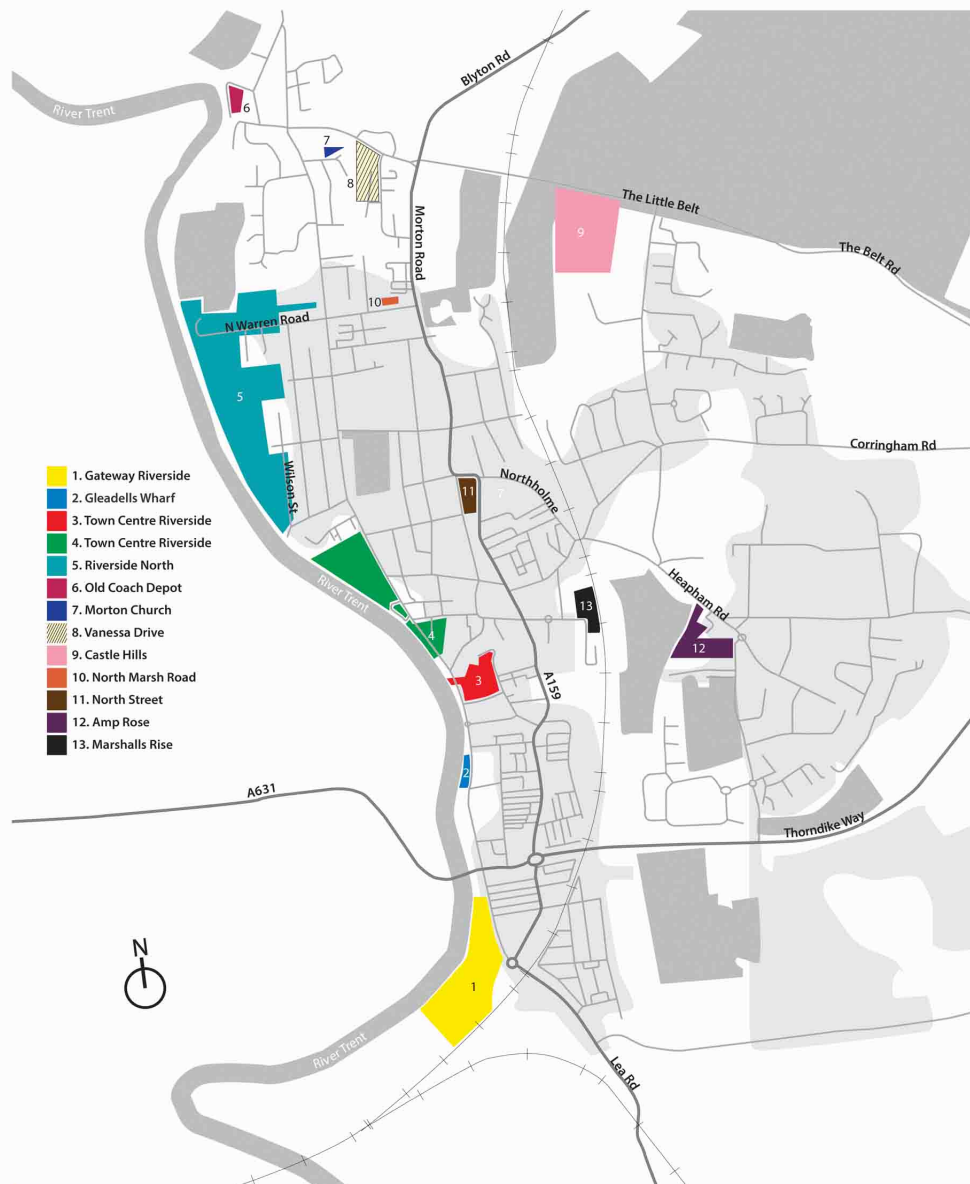 Blyton Rd
River Trent
6
7
8
The Little Belt
Morton Road
9
The Belt Rd
10
N Warren Road
5
Corringham Rd
Wilson St
Northholme
11
7
1. Gateway Riverside
2. Gleadells Wharf
3. Town Centre Riverside
4. Town Centre Riverside
5. Riverside North
6. Old Coach Depot
7. Morton Church
8. Vanessa Drive
9. Castle Hills
10. North Marsh Road
11. North Street
12. Amp Rose
13. Marshalls Rise
River Trent
Heapham Rd
13
4
12
3
A159
2
A631
Thorndike Way
N
1
River Trent
Lea Rd